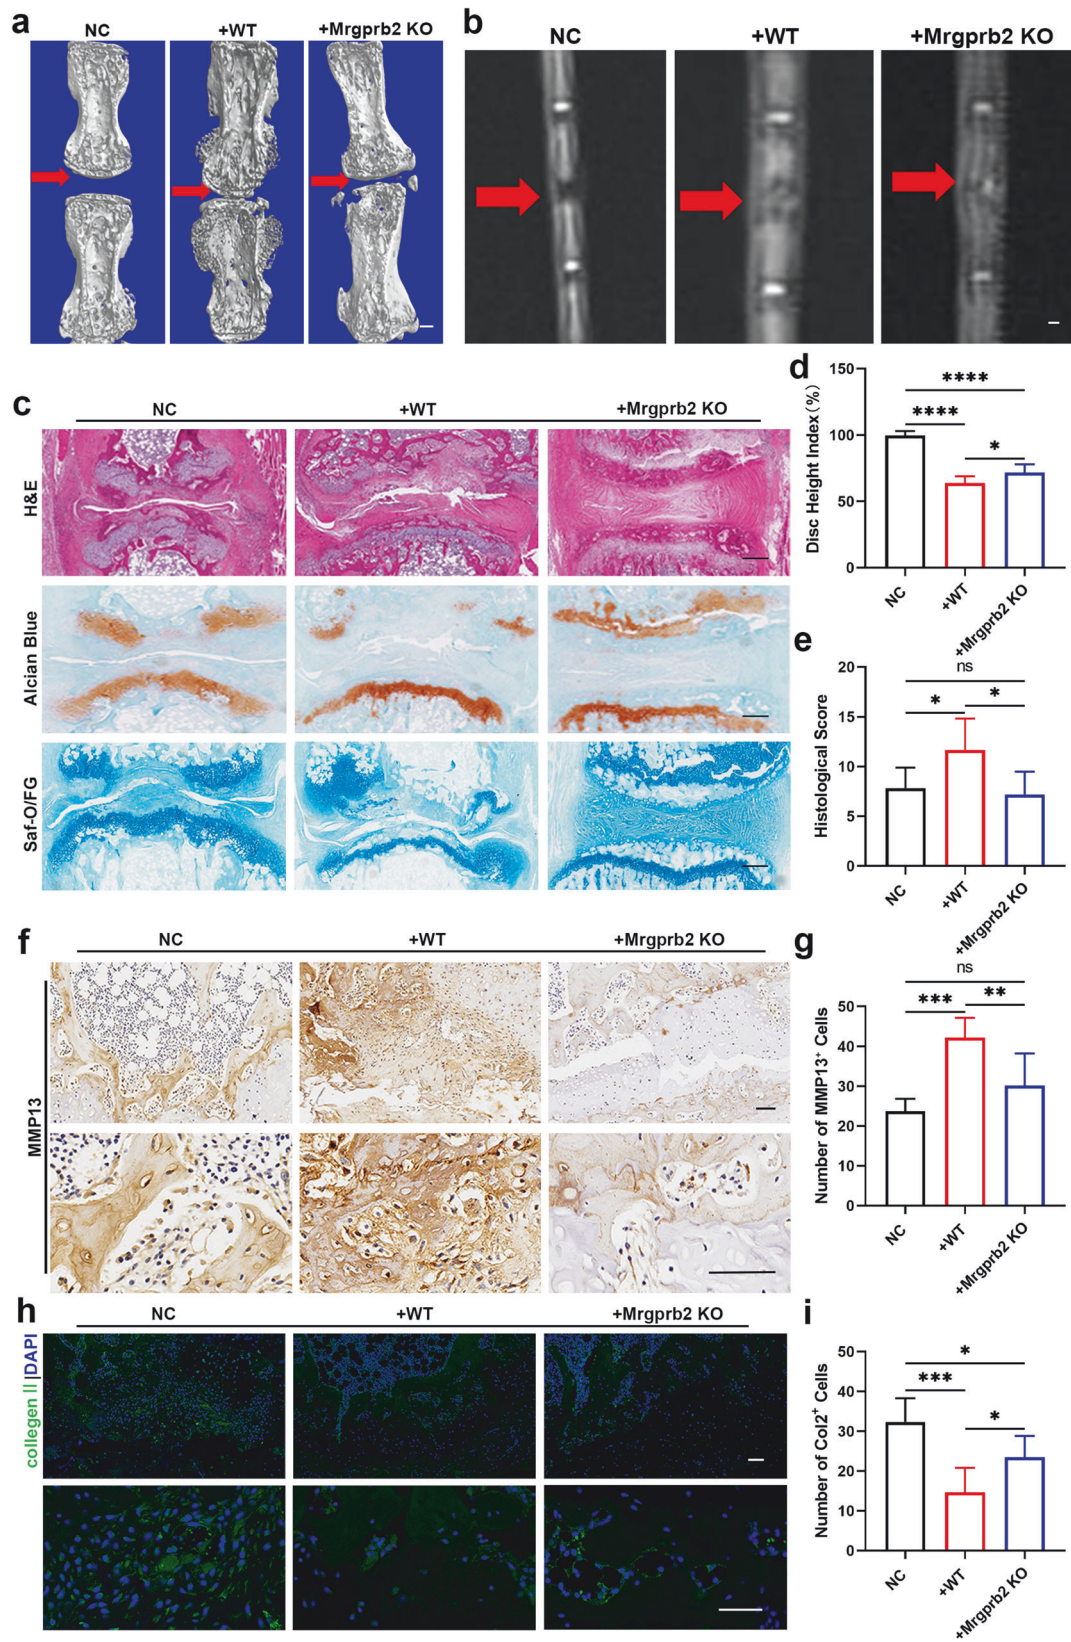 a
NC
+WT
+Mrgprb2 KO
b
NC
+WT
+Mrgprb2 KO
c
NC
+WT
+Mrgprb2 KO
H&E
Alcian Blue
Saf-O/FG
d
Disc Height Index(%)
150
100
50
0
****
****
*
NC
+WT
+Mrgprb2 KO
e
Histological Score
20
15
10
5
0
ns
*
*
NC
+WT
+Mrgprb2 KO
f
NC
+WT
+Mrgprb2 KO
MMP13
g
Number of MMP13⁺ Cells
50
40
30
20
10
0
ns
***
**
NC
+WT
+Mrgprb2 KO
h
NC
+WT
+Mrgprb2 KO
collegen II|DAPI
i
Number of Col2⁺ Cells
50
40
30
20
10
0
*
***
*
NC
+WT
+Mrgprb2 KO